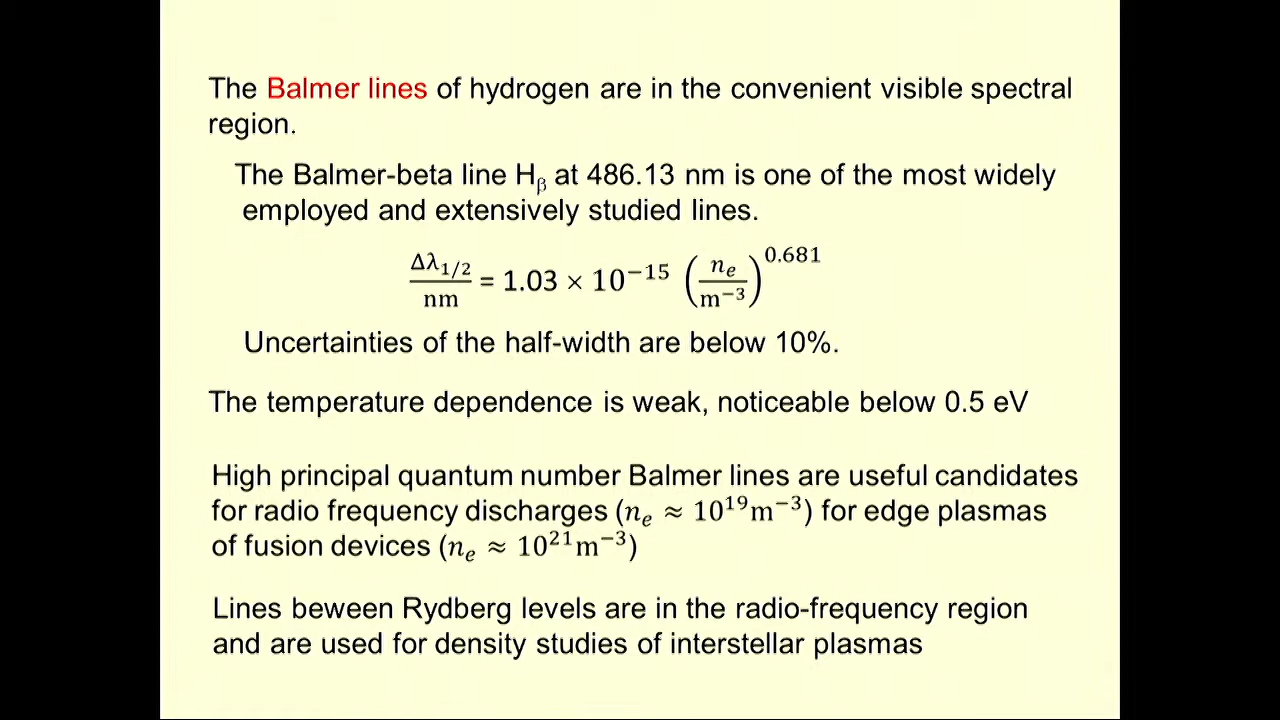 The Balmer lines of hydrogen are in the convenient visible spectral
region.
The Balmer-beta line Hᵦ at 486.13 nm is one of the most widely
employed and extensively studied lines.
Δλ₁/₂/nm = 1.03 × 10⁻¹⁵ (nₑ/m⁻³)^0.681
Uncertainties of the half-width are below 10%.
The temperature dependence is weak, noticeable below 0.5 eV
High principal quantum number Balmer lines are useful candidates
for radio frequency discharges (nₑ ≈ 10¹⁹m⁻³) for edge plasmas
of fusion devices (nₑ ≈ 10²¹m⁻³)
Lines beween Rydberg levels are in the radio-frequency region
and are used for density studies of interstellar plasmas